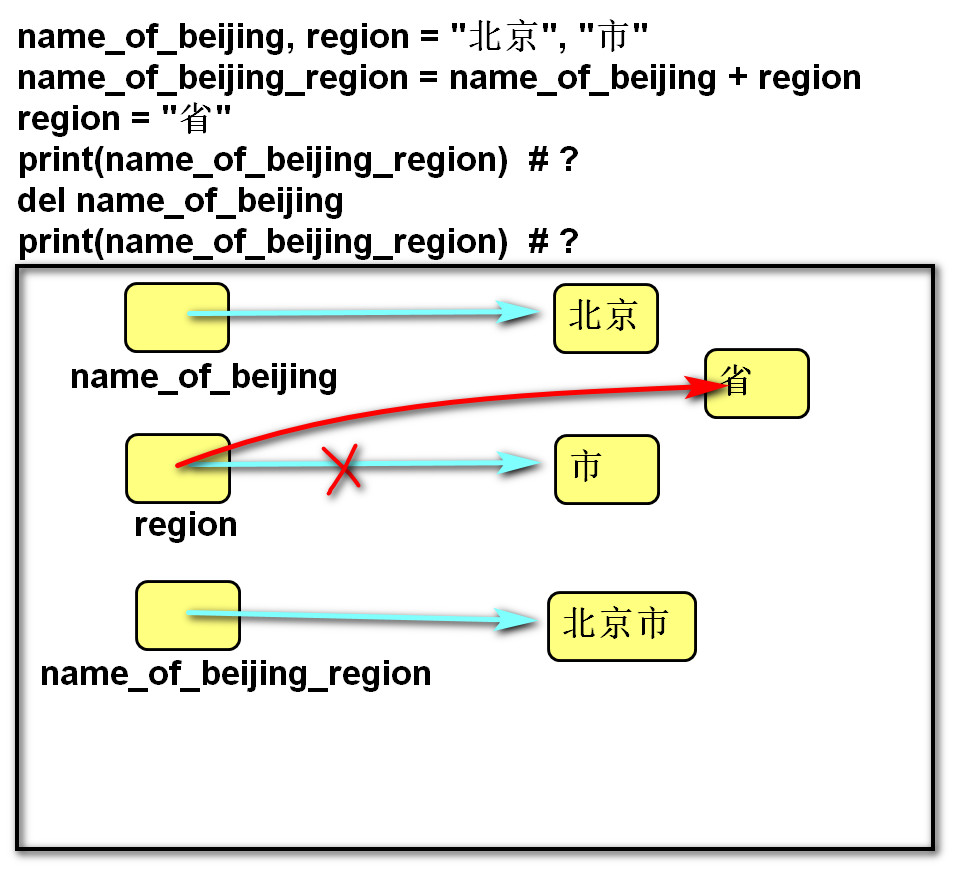 name_of_beijing, region = "北京", "市"
name_of_beijing_region = name_of_beijing + region
region = "省"
print(name_of_beijing_region)  # ?
del name_of_beijing
print(name_of_beijing_region)  # ?
北京
name_of_beijing
省
市
region
北京市
name_of_beijing_region